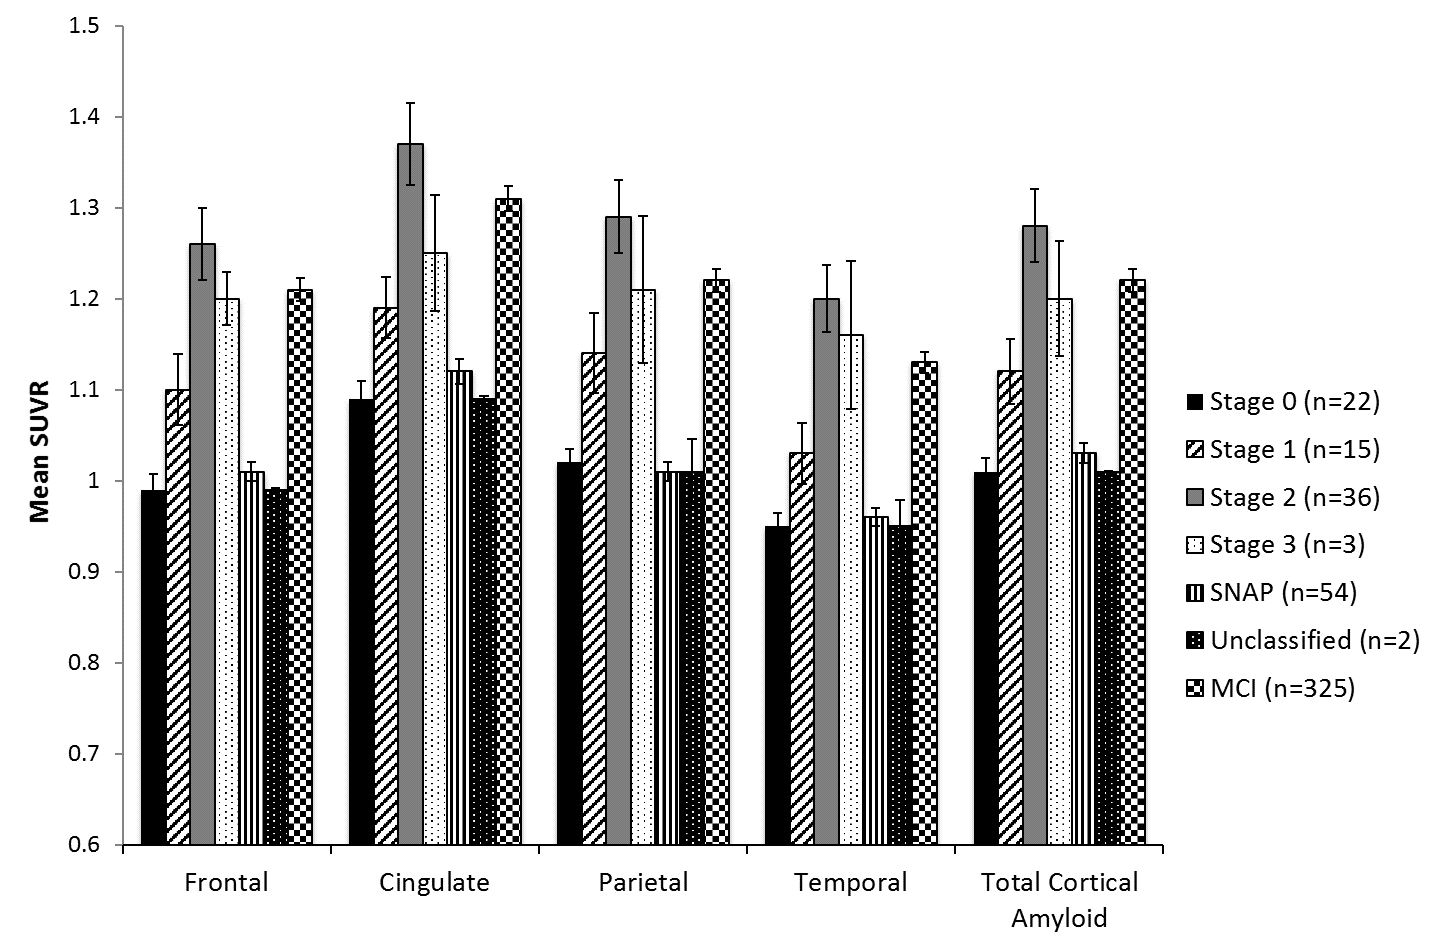 1.5
1.4
1.3
1.2
1.1
1
0.9
0.8
0.7
0.6
Mean SUVR
Frontal
Cingulate
Parietal
Temporal
Total Cortical
Amyloid
Stage 0 (n=22)
Stage 1 (n=15)
Stage 2 (n=36)
Stage 3 (n=3)
SNAP (n=54)
Unclassified (n=2)
MCI (n=325)